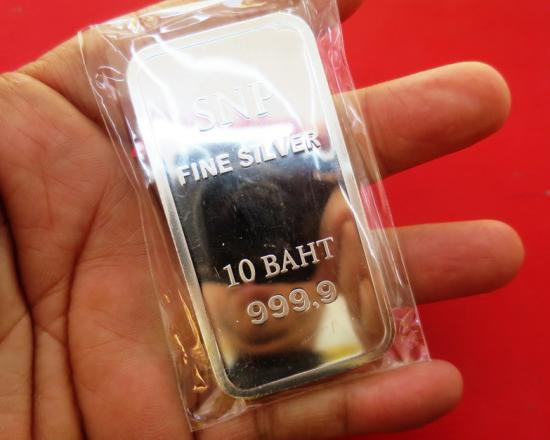 SNP
FINE SILVER
10 BAHT
999.9